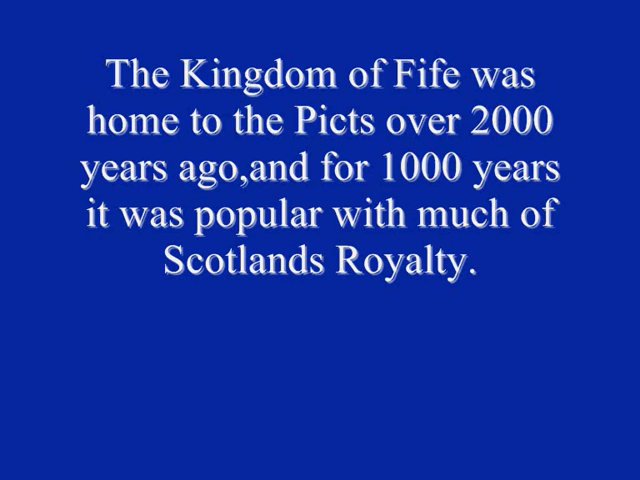 The Kingdom of Fife was
home to the Picts over 2000
years ago,and for 1000 years
it was popular with much of
Scotlands Royalty.